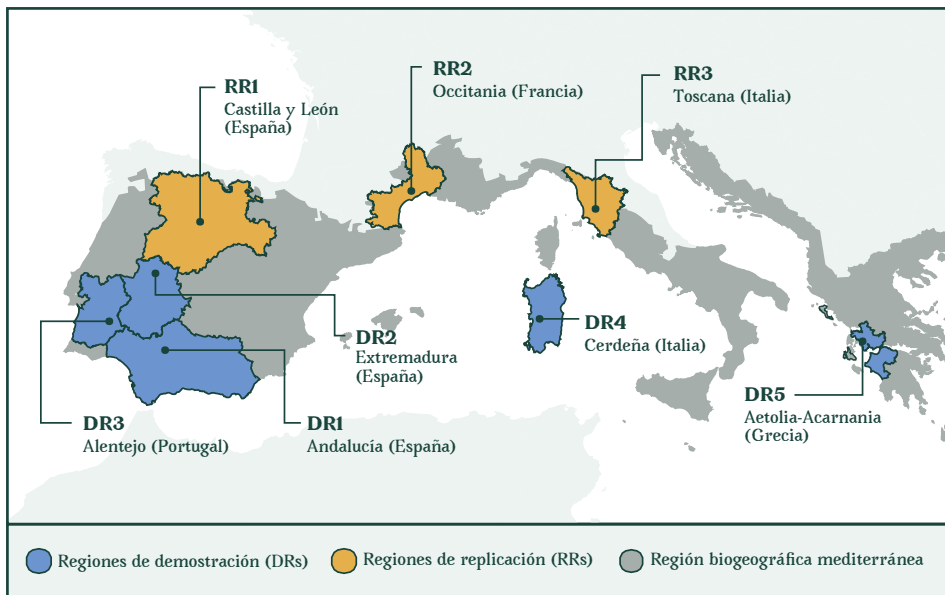 RR1
Castilla y León
(España)
RR2
Occitania (Francia)
RR3
Toscana (Italia)
DR2
Extremadura
(España)
DR4
Cerdeña (Italia)
DR5
Aetolia-Acarnania
(Grecia)
DR3
Alentejo (Portugal)
DR1
Andalucía (España)
Regiones de demostración (DRs)
Regiones de replicación (RRs)
Región biogeográfica mediterránea